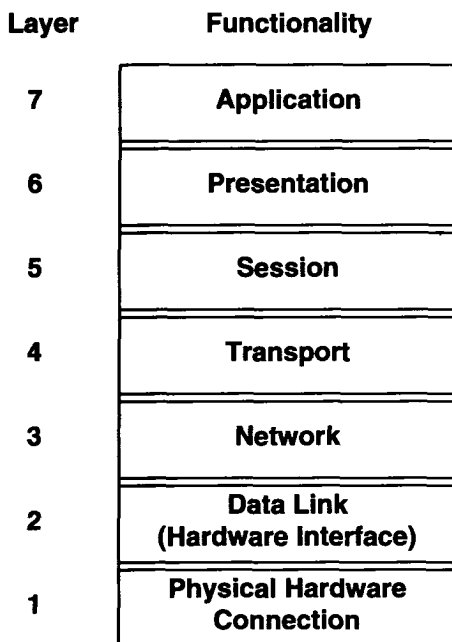 Layer Functionality
7 Application
6 Presentation
5 Session
4 Transport
3 Network
2 Data Link
(Hardware Interface)
1 Physical Hardware
Connection